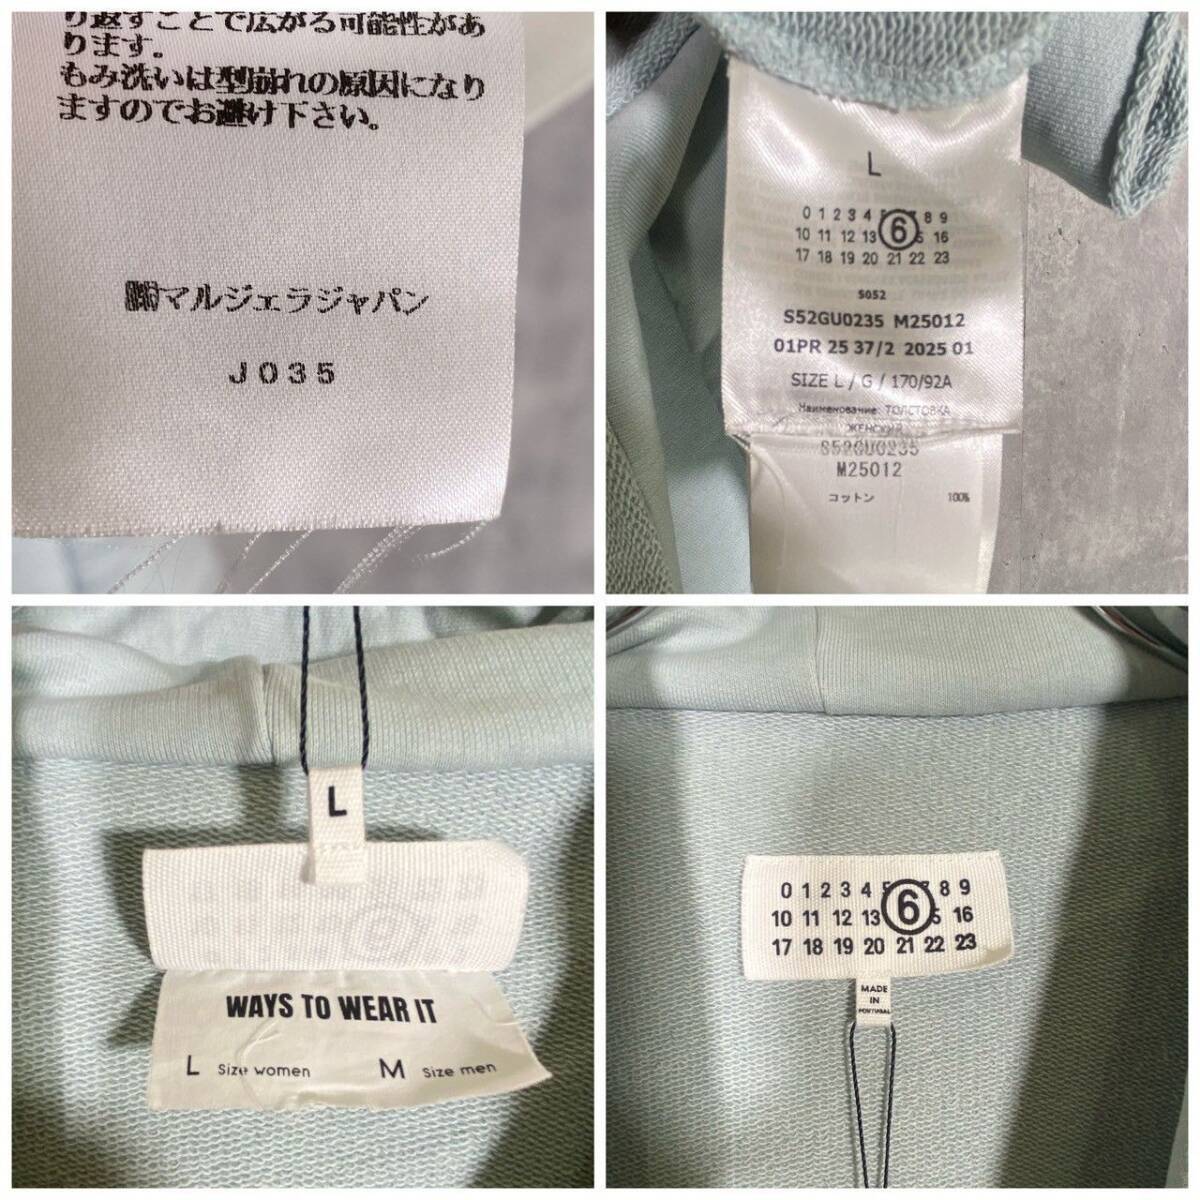 り返すことで広がる可能性があ
ります。
もみ洗いは型崩れの原因になり
ますのでお避け下さい。
㈱マルジェラジャパン
J035
L
0 1 2 3 4 8 9
10 11 12 13 6 16
17 18 19 20 21 22 23
S052
S52GU0235 M25012
01PR 25 37/2 2025 01
SIZE L / G / 170/92A
Наименование: ТОЛСТОВКА
ЖЕНСКИЙ
S52GU0235
M25012
コットン 100%
L
WAYS TO WEAR IT
L Size women M Size men
0 1 2 3 4 8 9
10 11 12 13 6 16
17 18 19 20 21 22 23
MADE
IN
PORTUGAL